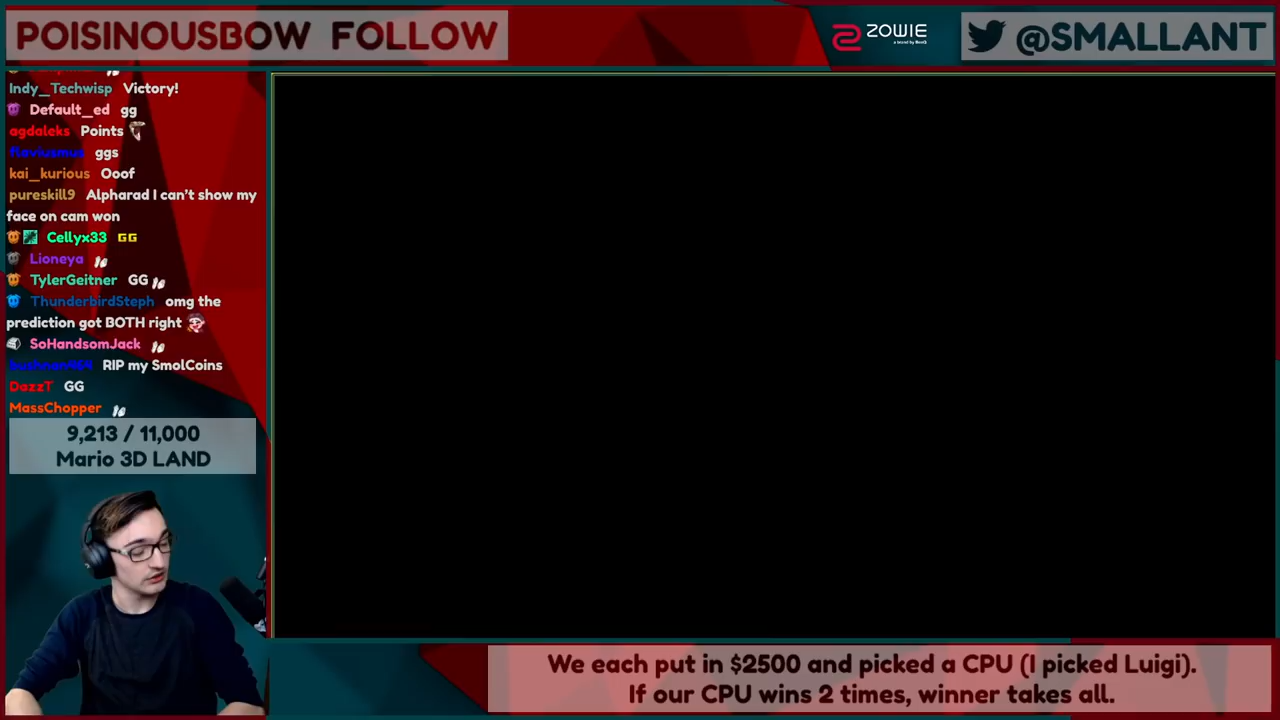 POISINOUSBOW FOLLOW
ZOWIE
@SMALLANT
Indy_Techwisp Victory!
Default_ed gg
agdaleks Points
flaviusmus ggs
kai_kurious Ooof
pureskill9 Alpharad I can't show my
face on cam won
Cellyx33 GG
Lioneya
TylerGeitner GG
ThunderbirdSteph omg the
prediction got BOTH right
SoHandsomJack
RIP my SmolCoins
DazzT GG
MassChopper
9,213 / 11,000
Mario 3D LAND
We each put in $2500 and picked a CPU (I picked Luigi).
If our CPU wins 2 times, winner takes all.